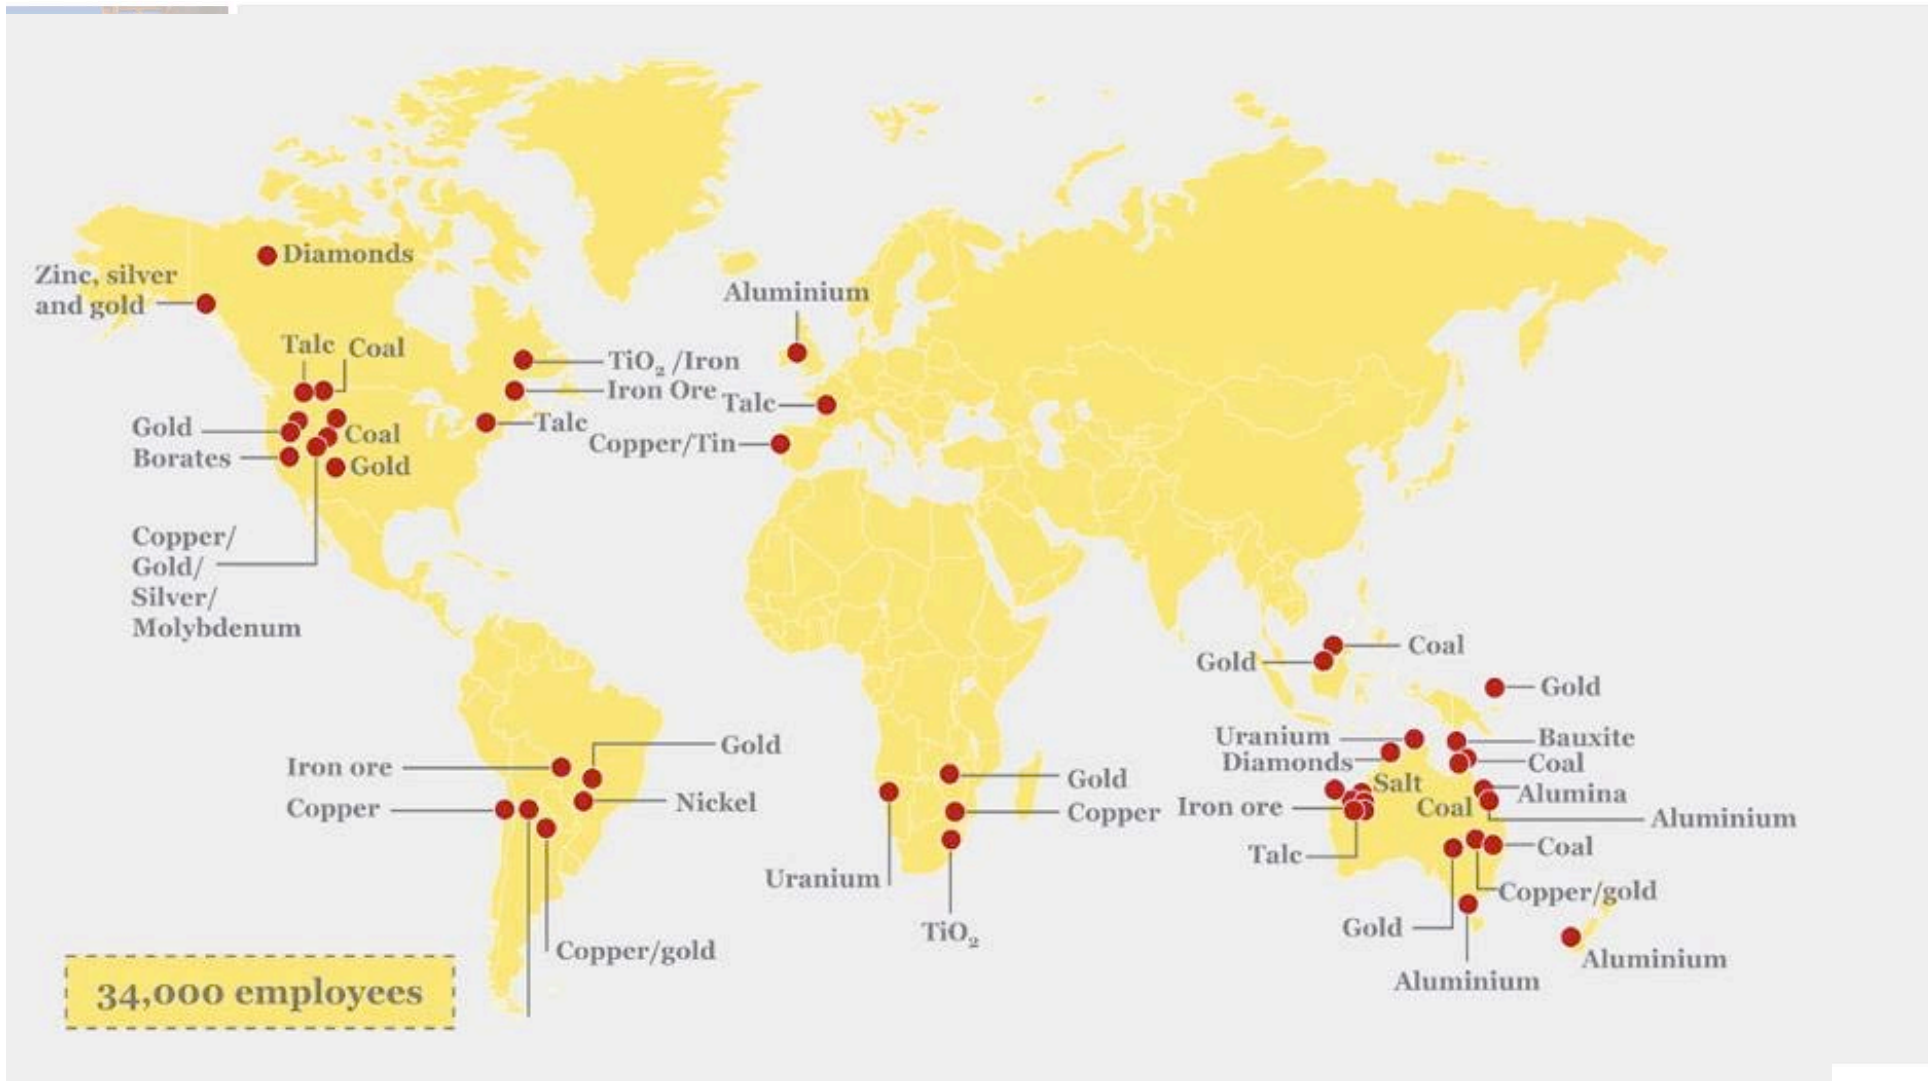 Diamonds
Zinc, silver
and gold
Talc
Coal
Gold
Borates
Coal
Gold
Copper/
Gold/
Silver/
Molybdenum
TiO₂ /Iron
Iron Ore
Talc
Aluminium
Talc
Copper/Tin
Iron ore
Copper
Gold
Nickel
Copper/gold
Gold
Copper
Uranium
TiO₂
Coal
Gold
Gold
Uranium
Diamonds
Salt
Iron ore
Talc
Bauxite
Coal
Alumina
Coal
Aluminium
Coal
Copper/gold
Gold
Aluminium
Aluminium
34,000 employees